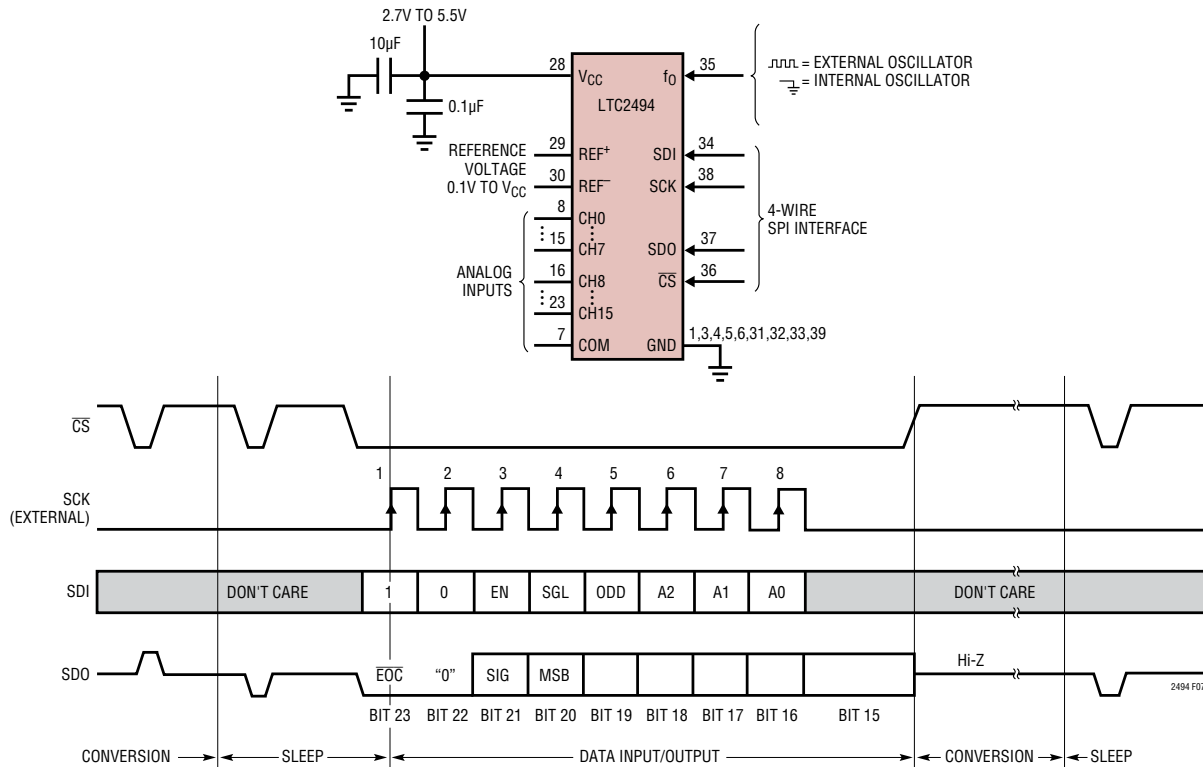 2.7V TO 5.5V
10µF
0.1µF
28
VCC
LTC2494
fO
35
= EXTERNAL OSCILLATOR
= INTERNAL OSCILLATOR
REFERENCE
VOLTAGE
0.1V TO VCC
29
REF+
30
REF–
SDI
34
SCK
38
4-WIRE
SPI INTERFACE
ANALOG
INPUTS
8
CH0
15
CH7
16
CH8
23
CH15
7
COM
SDO
37
CS
36
GND
1,3,4,5,6,31,32,33,39
CS
1 2 3 4 5 6 7 8
SCK
(EXTERNAL)
SDI
DON'T CARE 1 0 EN SGL ODD A2 A1 A0 DON'T CARE
SDO
EOC "0" SIG MSB Hi-Z
2494 F07
BIT 23 BIT 22 BIT 21 BIT 20 BIT 19 BIT 18 BIT 17 BIT 16 BIT 15
CONVERSION SLEEP DATA INPUT/OUTPUT CONVERSION SLEEP